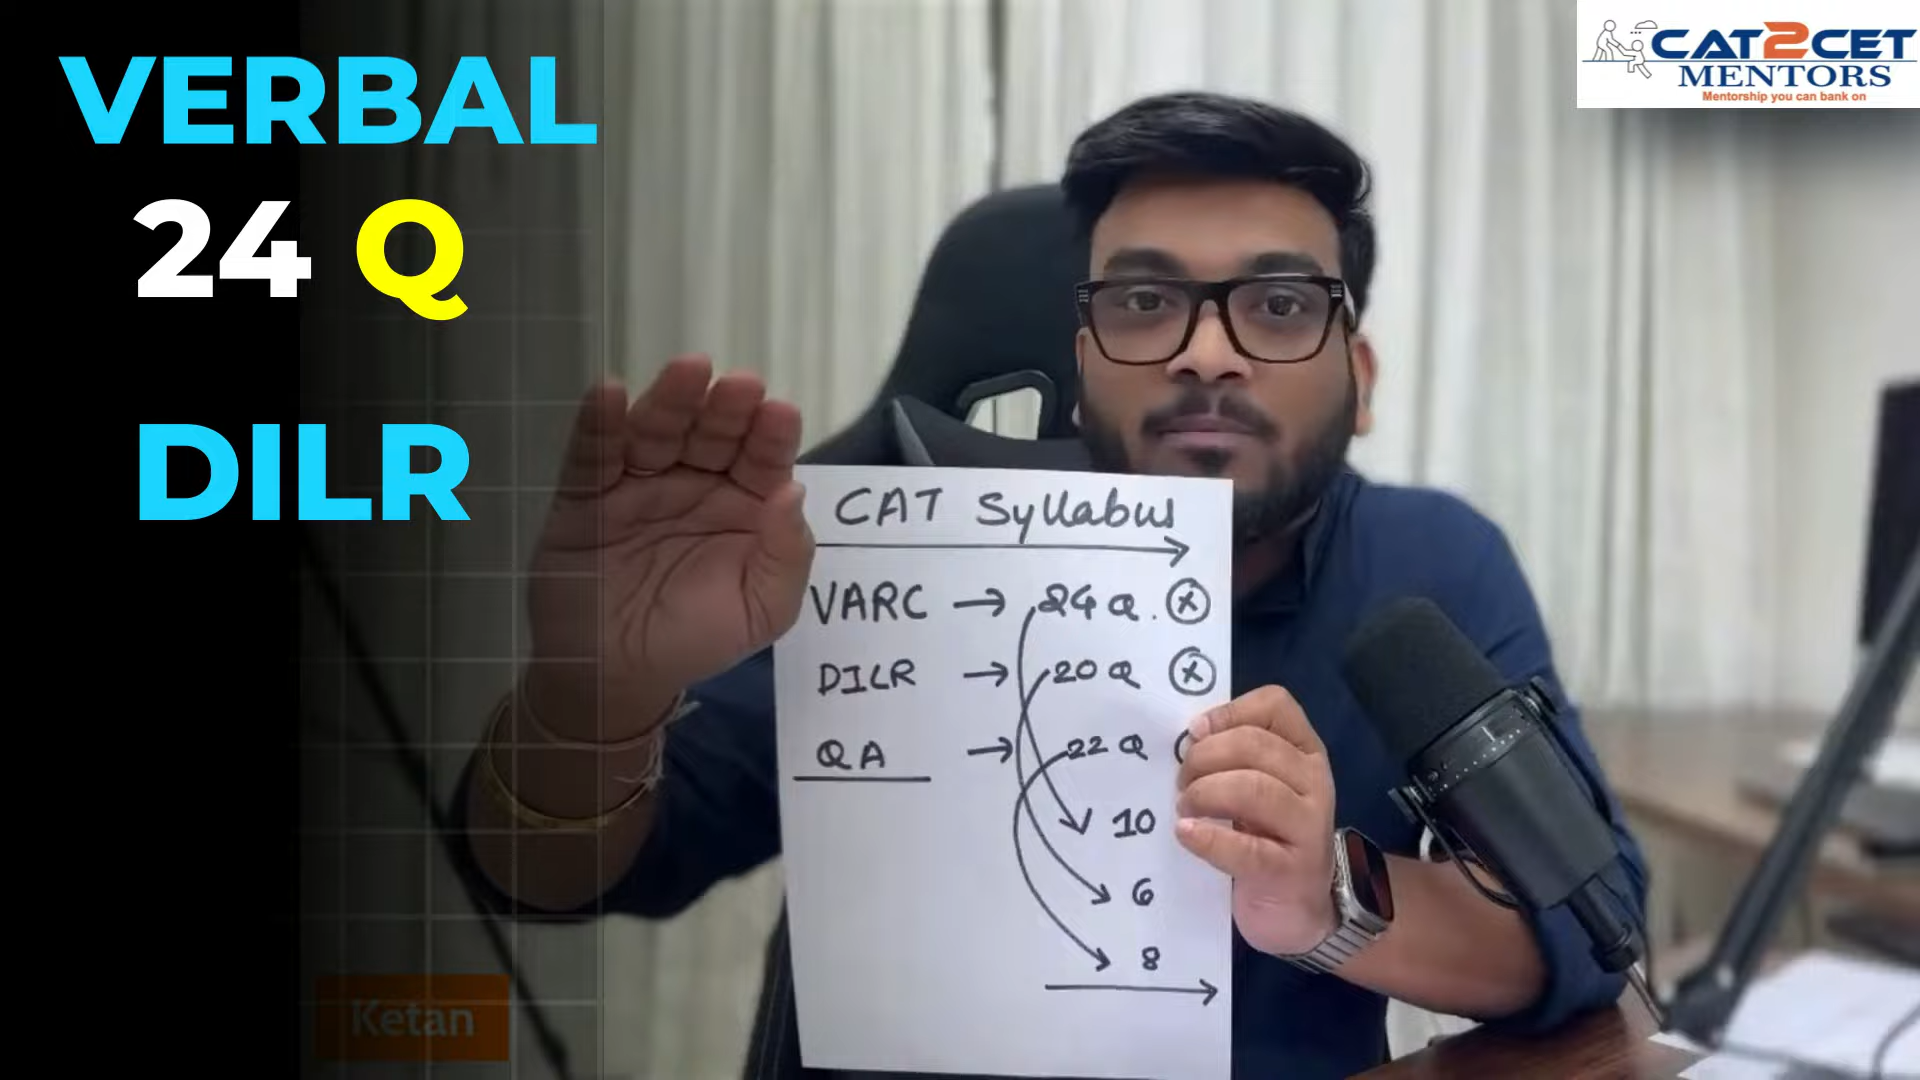 VERBAL
24 Q
DILR
CAT2CET
MENTORS
Mentorship you can bank on
CAT Syllabus
VARC → 24 Q.
DILR → 20 Q
QA → 22 Q
10
6
8
Ketan